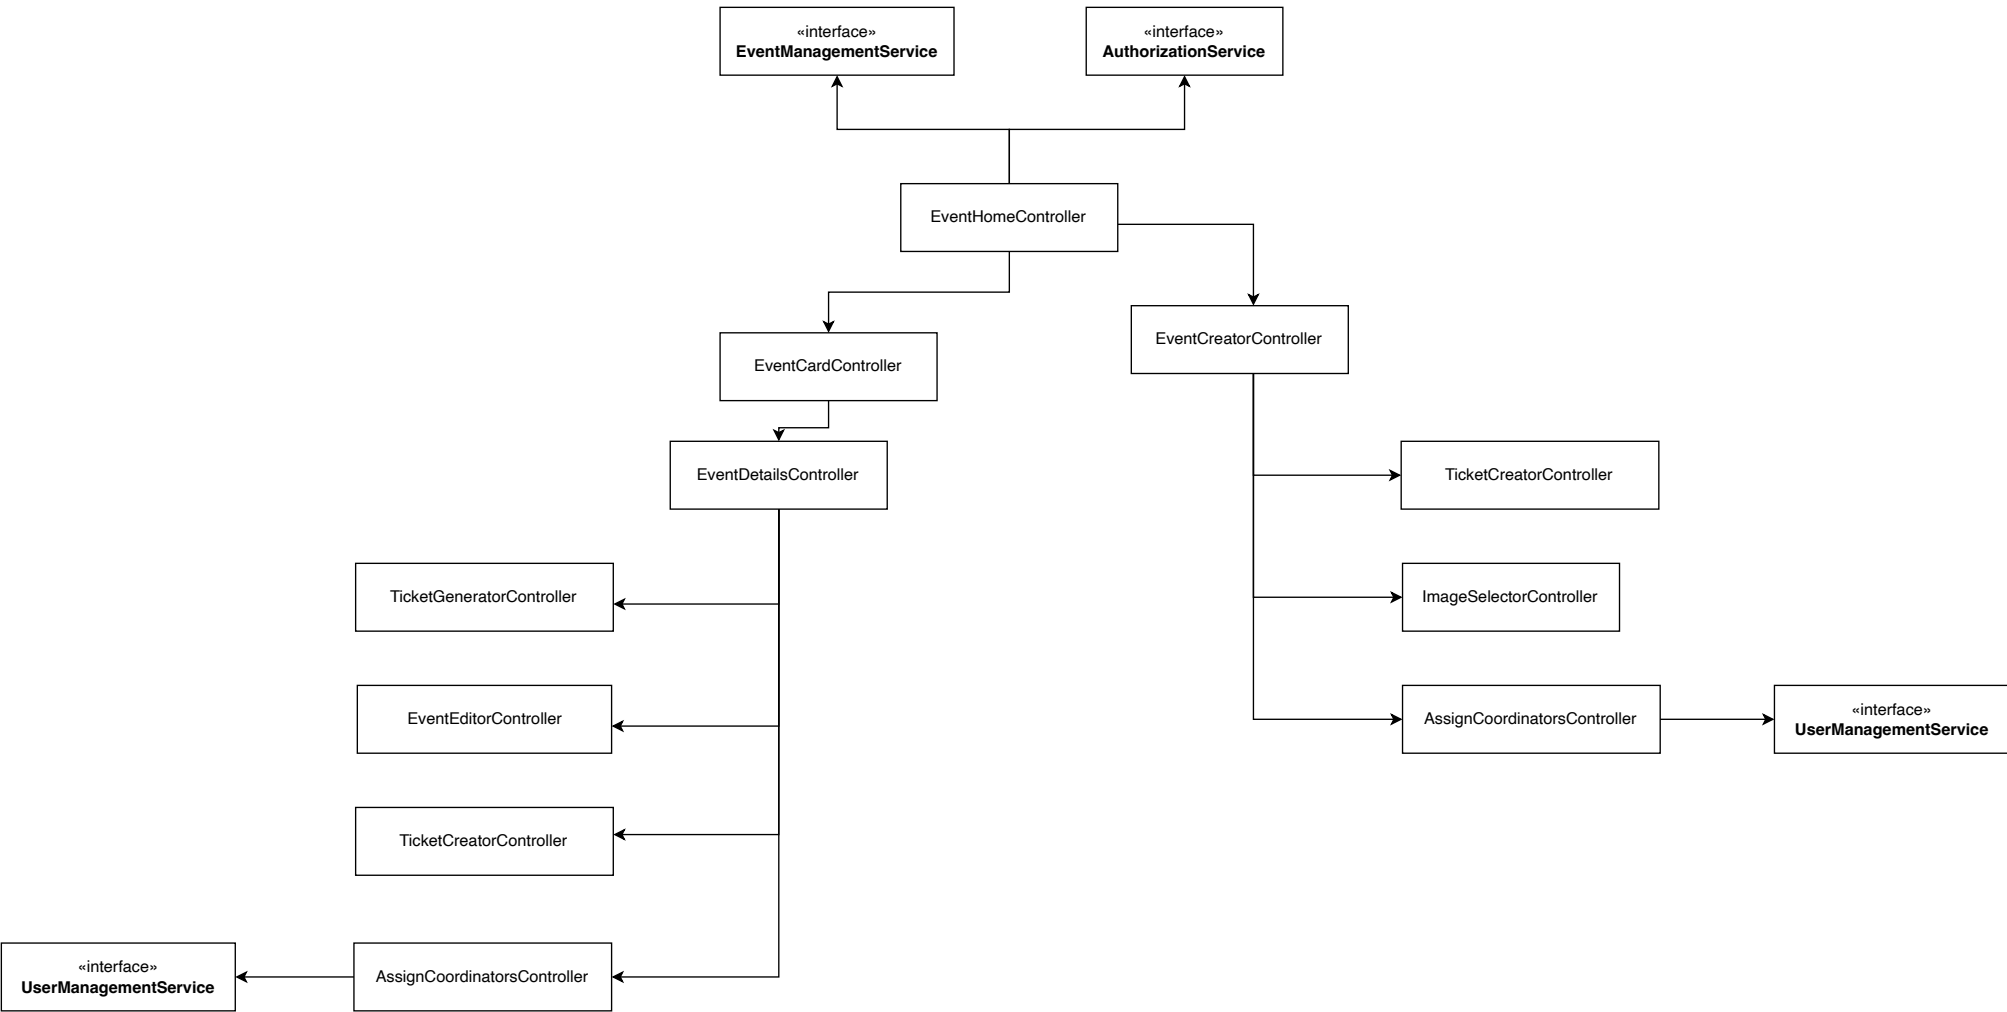 «interface»
EventManagementService
«interface»
AuthorizationService
EventHomeController
EventCreatorController
EventCardController
EventDetailsController
TicketCreatorController
TicketGeneratorController
ImageSelectorController
EventEditorController
AssignCoordinatorsController
«interface»
UserManagementService
TicketCreatorController
«interface»
UserManagementService
AssignCoordinatorsController